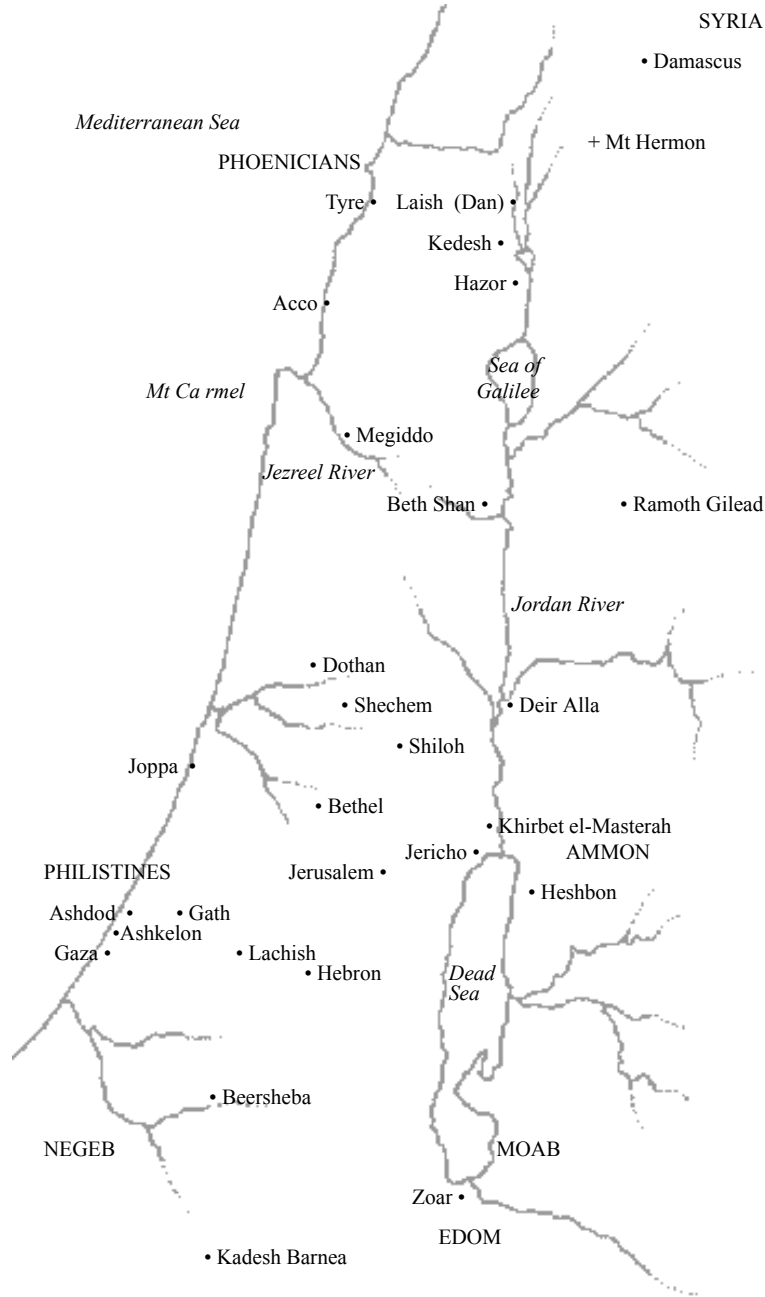 SYRIA
• Damascus
Mediterranean Sea
+ Mt Hermon
PHOENICIANS
Tyre •
Laish (Dan) •
Kedesh •
Hazor •
Acco •
Sea of
Galilee
Mt Ca rmel
• Megiddo
Jezreel River
Beth Shan •
• Ramoth Gilead
Jordan River
• Dothan
• Shechem
• Deir Alla
• Shiloh
Joppa •
• Bethel
• Khirbet el-Masterah
Jericho •
AMMON
PHILISTINES
Jerusalem •
• Heshbon
Ashdod •
• Gath
• Ashkelon
Gaza •
• Lachish
• Hebron
Dead
Sea
• Beersheba
NEGEB
MOAB
Zoar •
EDOM
• Kadesh Barnea